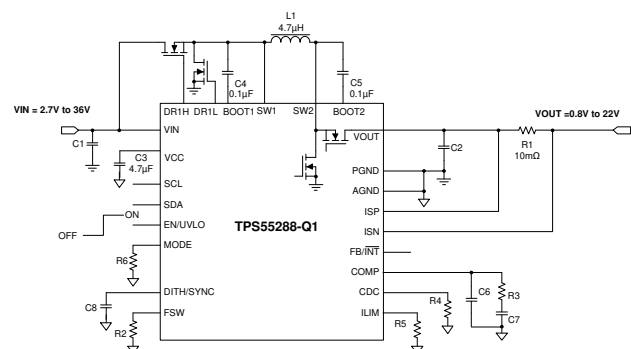 L1
4.7µH
C4
0.1µF
C5
0.1µF
DR1H DR1L BOOT1 SW1 SW2 BOOT2
VIN = 2.7V to 36V
VOUT =0.8V to 22V
C1
VIN
VOUT
C2
R1
10mΩ
C3
4.7µF
VCC
PGND
SCL
AGND
SDA
ISP
ON
OFF
EN/UVLO
TPS55288-Q1
ISN
MODE
FB/INT
R6
COMP
C6
R3
DITH/SYNC
CDC
C8
R4
C7
FSW
ILIM
R2
R5